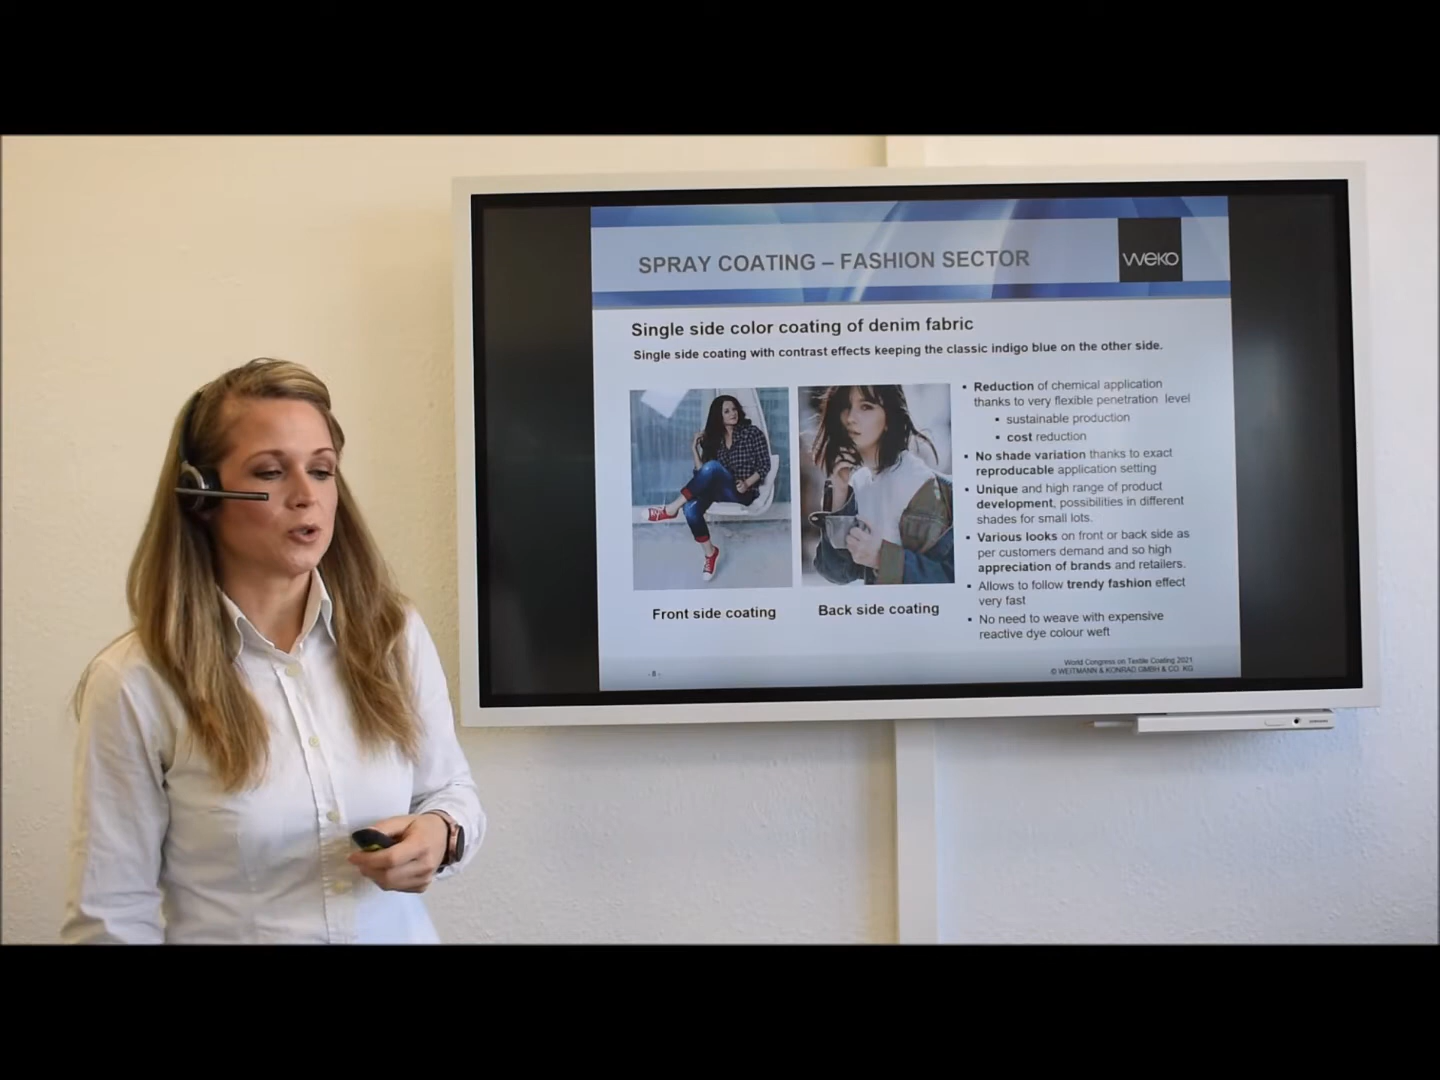 SPRAY COATING – FASHION SECTOR
weko
Single side color coating of denim fabric
Single side coating with contrast effects keeping the classic indigo blue on the other side.
▪ Reduction of chemical application
thanks to very flexible penetration level
▪ sustainable production
▪ cost reduction
▪ No shade variation thanks to exact
reproducable application setting
▪ Unique and high range of product
development, possibilities in different
shades for small lots.
▪ Various looks on front or back side as
per customers demand and so high
appreciation of brands and retailers.
▪ Allows to follow trendy fashion effect
very fast
▪ No need to weave with expensive
reactive dye colour weft
Front side coating
Back side coating
- 8 -
World Congress on Textile Coating 2021
© WEITMANN & KONRAD GMBH & CO. KG